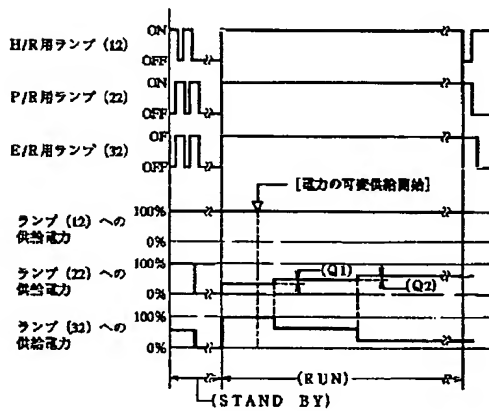 H/R用ランプ (12)
ON
OFF
P/R用ランプ (22)
ON
OFF
E/R用ランプ (32)
OF
OFF
[電力の可変供給開始]
ランプ (12) への
供給電力
100%
0%
ランプ (22) への
供給電力
100%
0%
(Q1)
(Q2)
ランプ (32) への
供給電力
100%
0%
(RUN)
(STAND BY)